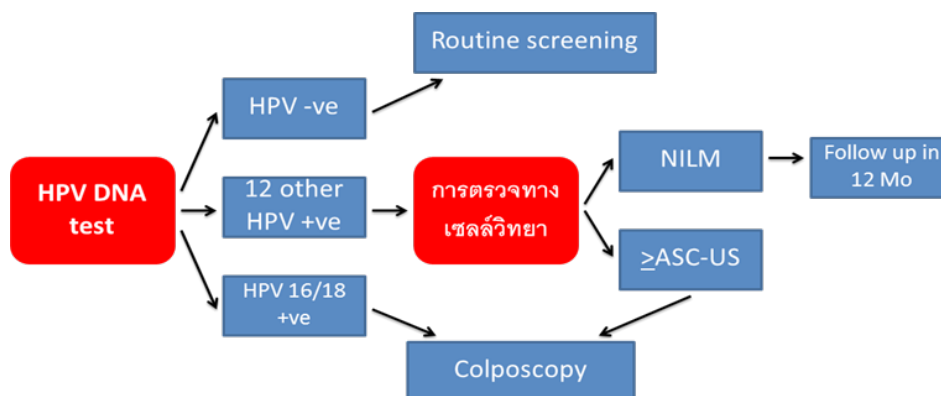 Routine screening
HPV -ve
HPV DNA
test
12 other
HPV +ve
การตรวจทาง
เซลล์วิทยา
NILM
Follow up in
12 Mo
≥ASC-US
HPV 16/18
+ve
Colposcopy